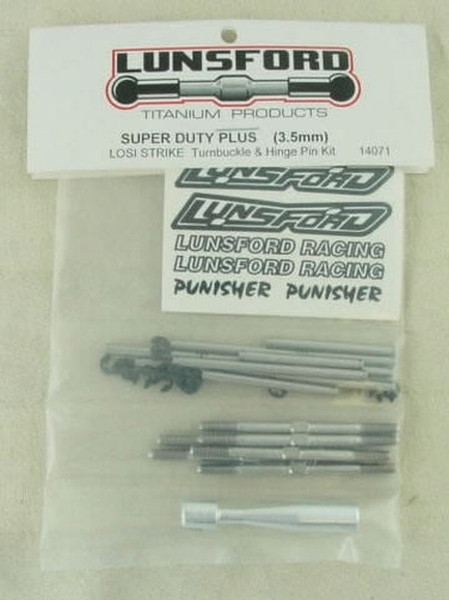 LUNSFORD
TITANIUM PRODUCTS
SUPER DUTY PLUS (3.5mm)
LOSI STRIKE Turnbuckle & Hinge Pin Kit 14071
LUNSFORD
LUNSFORD
LUNSFORD RACING
LUNSFORD RACING
PUNISHER PUNISHER